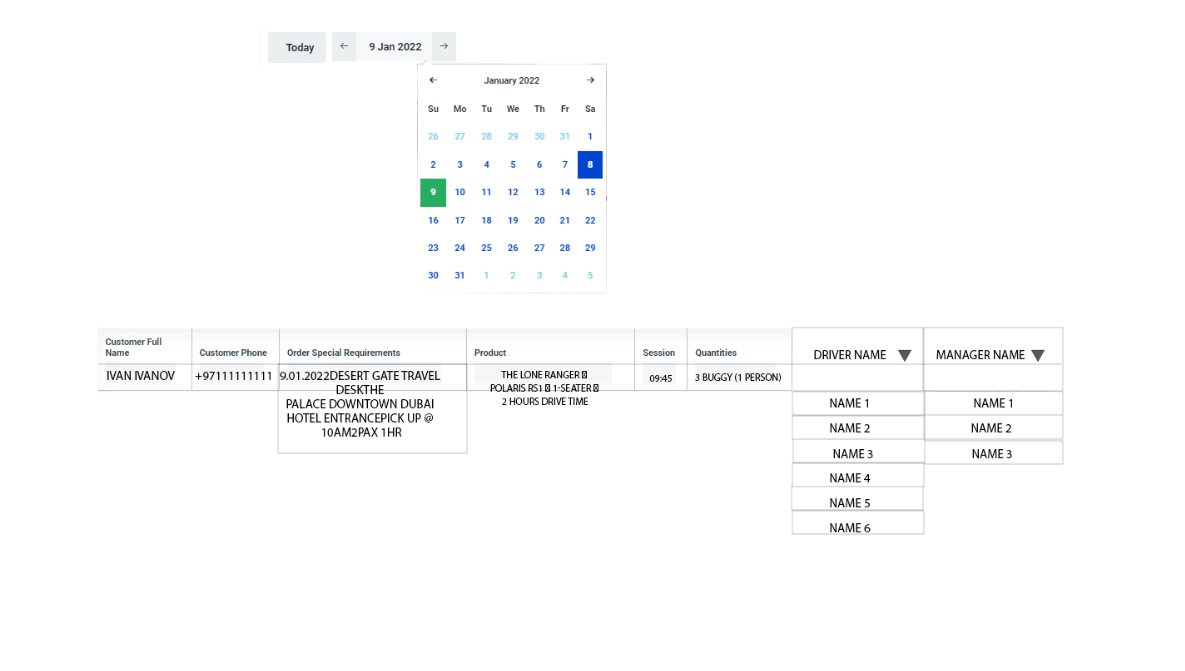 Today ← 9 Jan 2022 →
← January 2022 →
Su Mo Tu We Th Fr Sa
26 27 28 29 30 31 1
2 3 4 5 6 7 8
9 10 11 12 13 14 15
16 17 18 19 20 21 22
23 24 25 26 27 28 29
30 31 1 2 3 4 5
Customer Full
Name
Customer Phone
Order Special Requirements
Product
Session
Quantities
DRIVER NAME ▼
MANAGER NAME ▼
IVAN IVANOV
+97111111111
9.01.2022DESERT GATE TRAVEL
DESKTHE
PALACE DOWNTOWN DUBAI
HOTEL ENTRANCEPICK UP @
10AM2PAX 1HR
THE LONE RANGER
POLARIS RS1 1-SEATER
2 HOURS DRIVE TIME
09:45
3 BUGGY (1 PERSON)
NAME 1
NAME 2
NAME 3
NAME 4
NAME 5
NAME 6
NAME 1
NAME 2
NAME 3